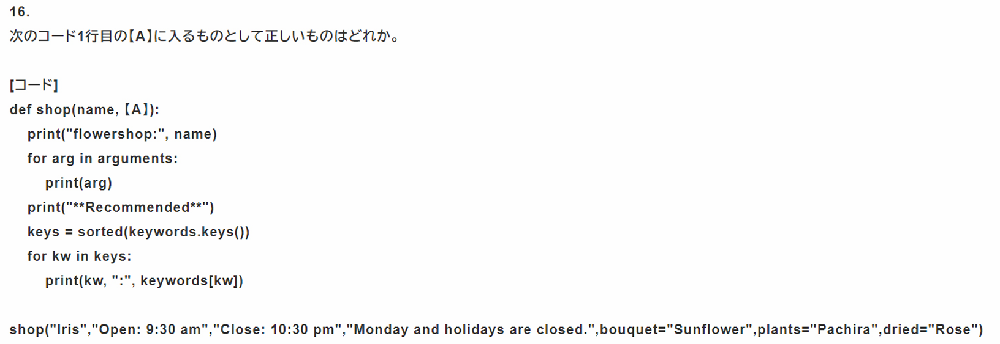 16.
次のコード1行目の【A】に入るものとして正しいものはどれか。
[コード]
def shop(name, 【A】):
print("flowershop:", name)
for arg in arguments:
print(arg)
print("**Recommended**")
keys = sorted(keywords.keys())
for kw in keys:
print(kw, ":", keywords[kw])
shop("Iris","Open: 9:30 am","Close: 10:30 pm","Monday and holidays are closed.",bouquet="Sunflower",plants="Pachira",dried="Rose")